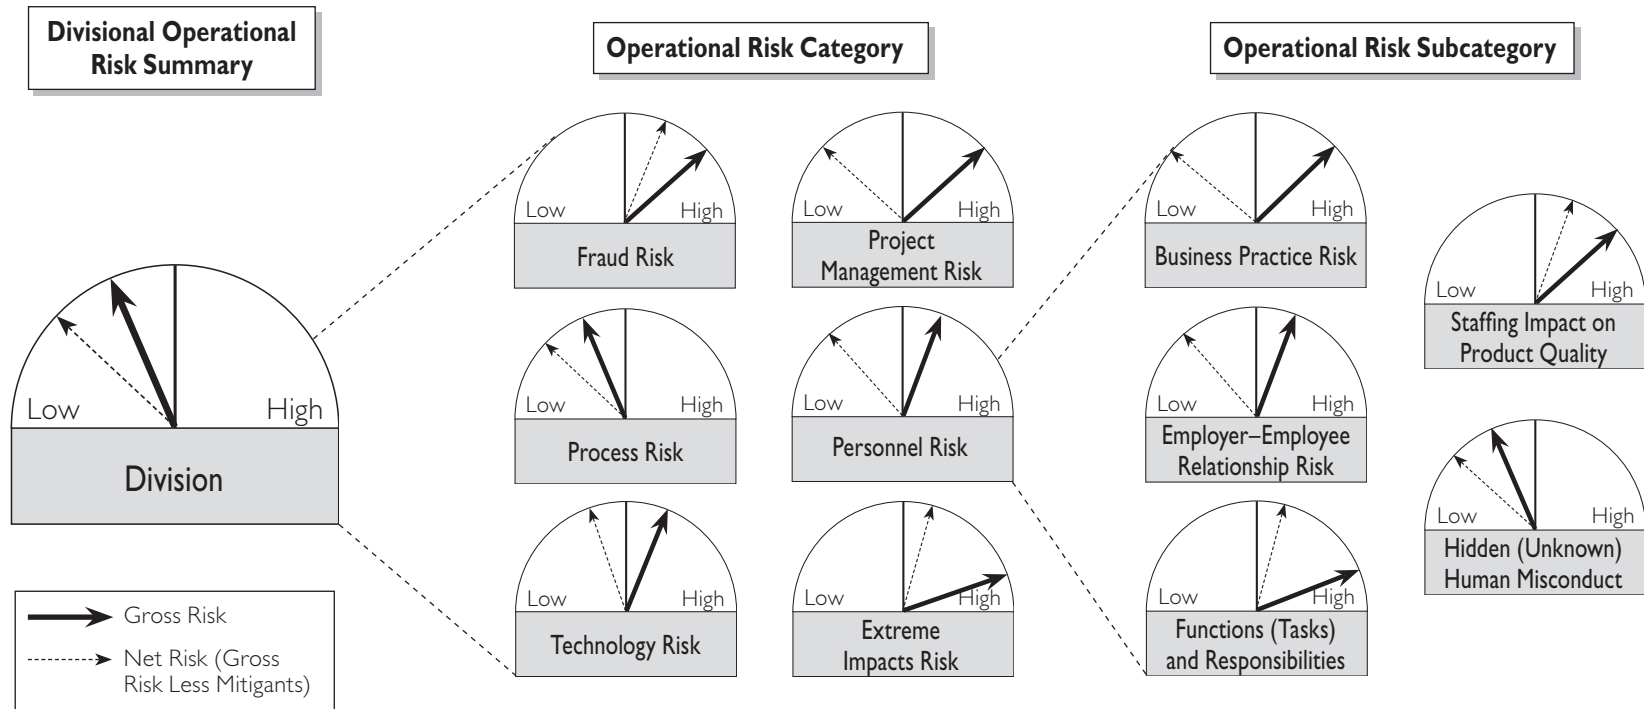 Divisional Operational
Risk Summary
Operational Risk Category
Operational Risk Subcategory
Low
High
Division
Gross Risk
Net Risk (Gross
Risk Less Mitigants)
Low
High
Fraud Risk
Low
High
Project
Management Risk
Low
High
Process Risk
Low
High
Personnel Risk
Low
High
Technology Risk
Low
High
Extreme
Impacts Risk
Low
High
Business Practice Risk
Low
High
Employer–Employee
Relationship Risk
Low
High
Functions (Tasks)
and Responsibilities
Low
High
Staffing Impact on
Product Quality
Low
High
Hidden (Unknown)
Human Misconduct